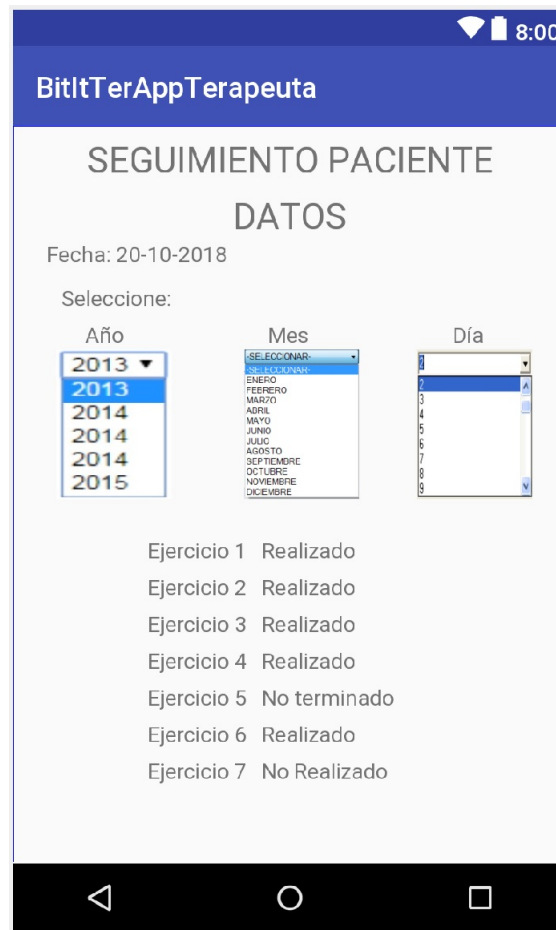 8:00
BitItTerAppTerapeuta
SEGUIMIENTO PACIENTE
DATOS
Fecha: 20-10-2018
Seleccione:
Año Mes Día
2013
2013
2014
2014
2014
2015
-SELECCIONAR-
-SELECCIONAR-
ENERO
FEBRERO
MARZO
ABRIL
MAYO
JUNIO
JULIO
AGOSTO
SEPTIEMBRE
OCTUBRE
NOVIEMBRE
DICIEMBRE
2
2
3
4
5
6
7
8
9
Ejercicio 1 Realizado
Ejercicio 2 Realizado
Ejercicio 3 Realizado
Ejercicio 4 Realizado
Ejercicio 5 No terminado
Ejercicio 6 Realizado
Ejercicio 7 No Realizado